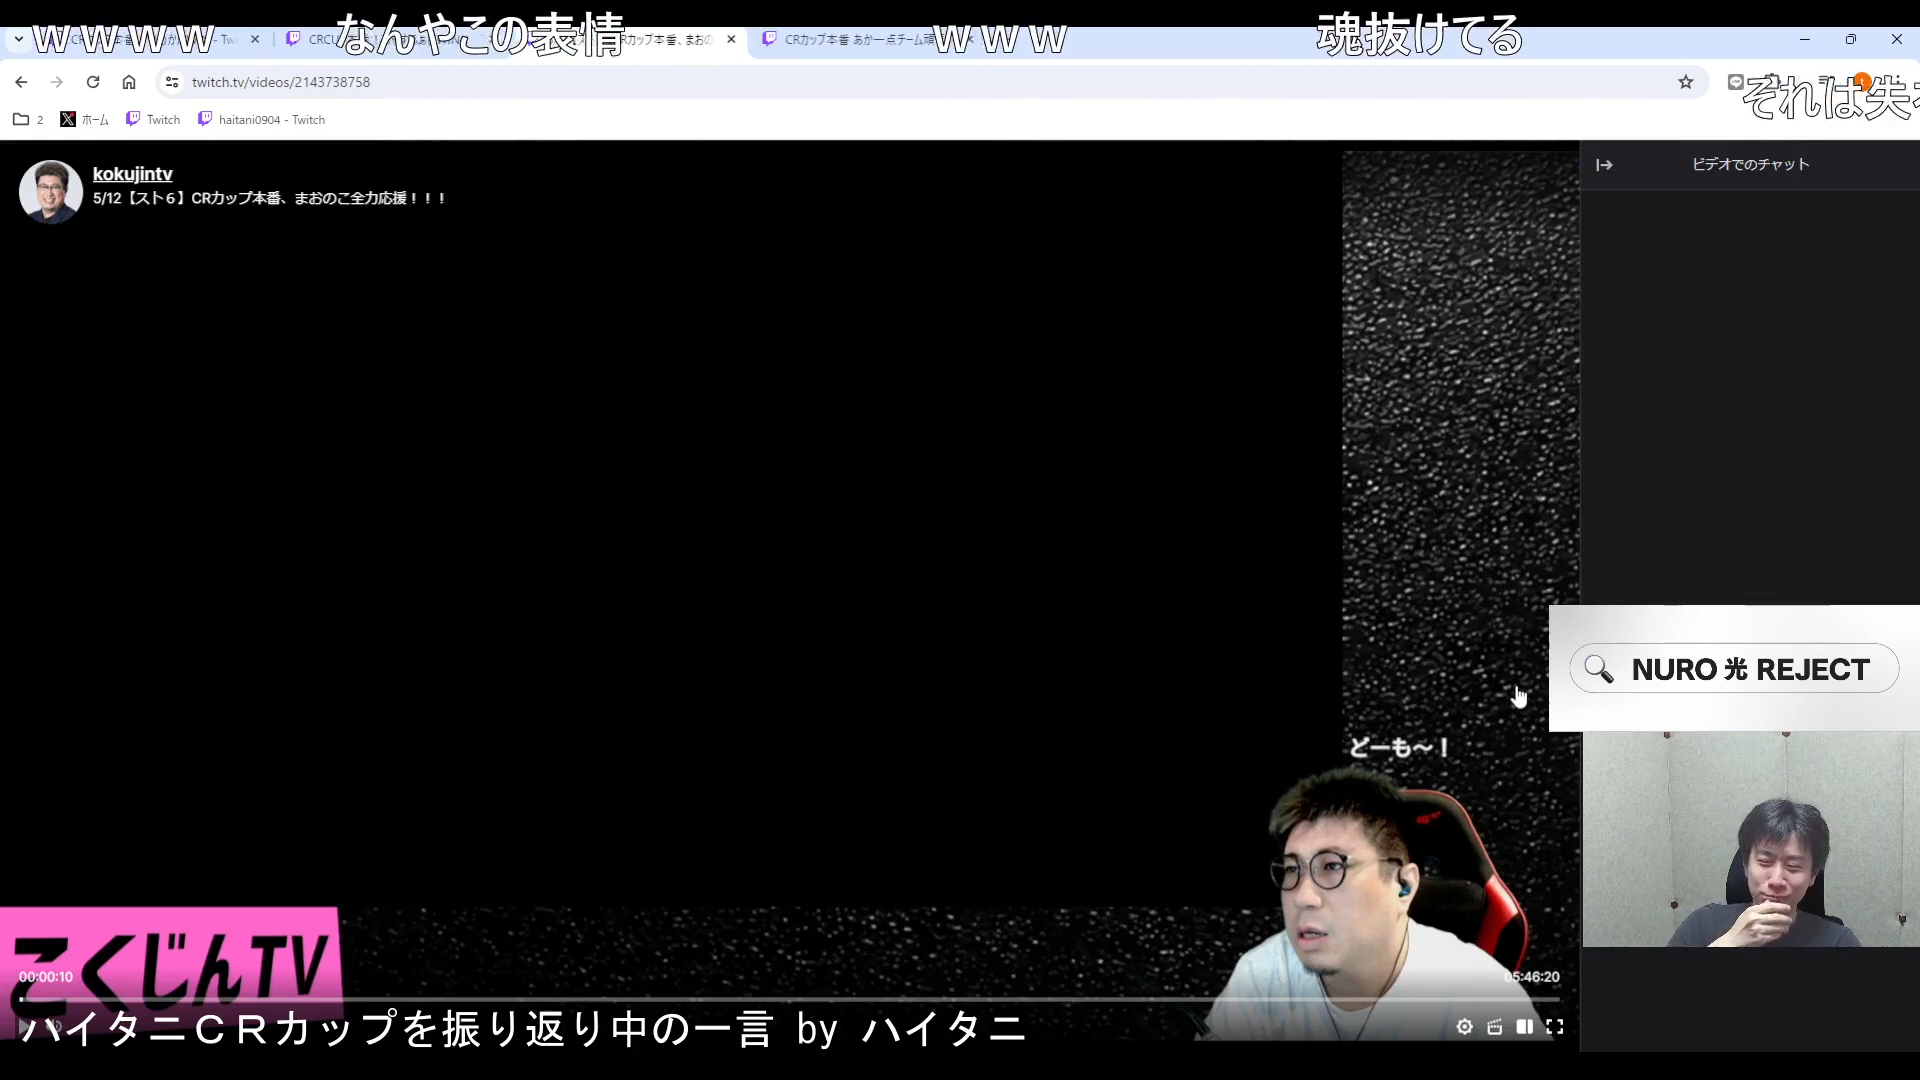 ｗｗｗｗ
なんやこの表情
ｗｗｗ
魂抜けてる
それは失
twitch.tv/videos/2143738758
2
ホーム
Twitch
haitani0904 - Twitch
kokujintv
5/12【スト６】CRカップ本番、まおのこ全力応援！！！
ビデオでのチャット
NURO 光 REJECT
どーも～！
こくじんTV
00:00:10
05:46:20
ハイタニＣＲカップを振り返り中の一言 by ハイタニ